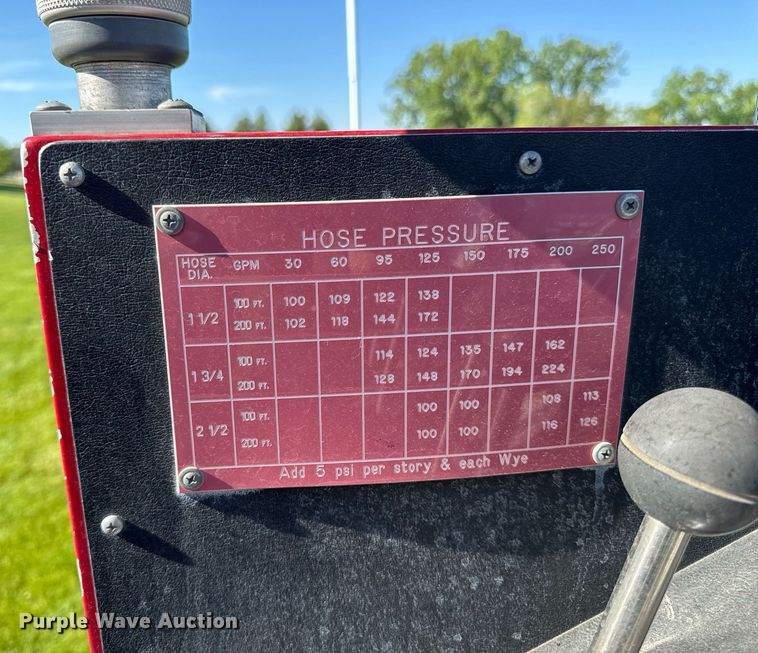 HOSE PRESSURE
HOSE DIA. GPM 30 60 95 125 150 175 200 250
1 1/2 100 FT. 100 109 122 138
200 FT. 102 118 144 172
1 3/4 100 FT. 114 124 135 147 162
200 FT. 128 148 170 194 224
2 1/2 100 FT. 100 100 108 113
200 FT. 100 100 116 126
Add 5 psi per story & each Wye
Purple Wave Auction